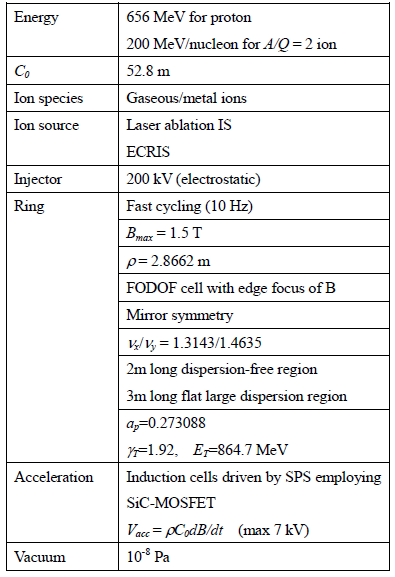 Energy
656 MeV for proton
200 MeV/nucleon for A/Q = 2 ion
C₀
52.8 m
Ion species
Gaseous/metal ions
Ion source
Laser ablation IS
ECRIS
Injector
200 kV (electrostatic)
Ring
Fast cycling (10 Hz)
Bmax = 1.5 T
ρ = 2.8662 m
FODOF cell with edge focus of B
Mirror symmetry
νx/νy = 1.3143/1.4635
2m long dispersion-free region
3m long flat large dispersion region
αp=0.273088
γT=1.92, ET=864.7 MeV
Acceleration
Induction cells driven by SPS employing
SiC-MOSFET
Vacc = ρC₀dB/dt (max 7 kV)
Vacuum
10⁻⁸ Pa